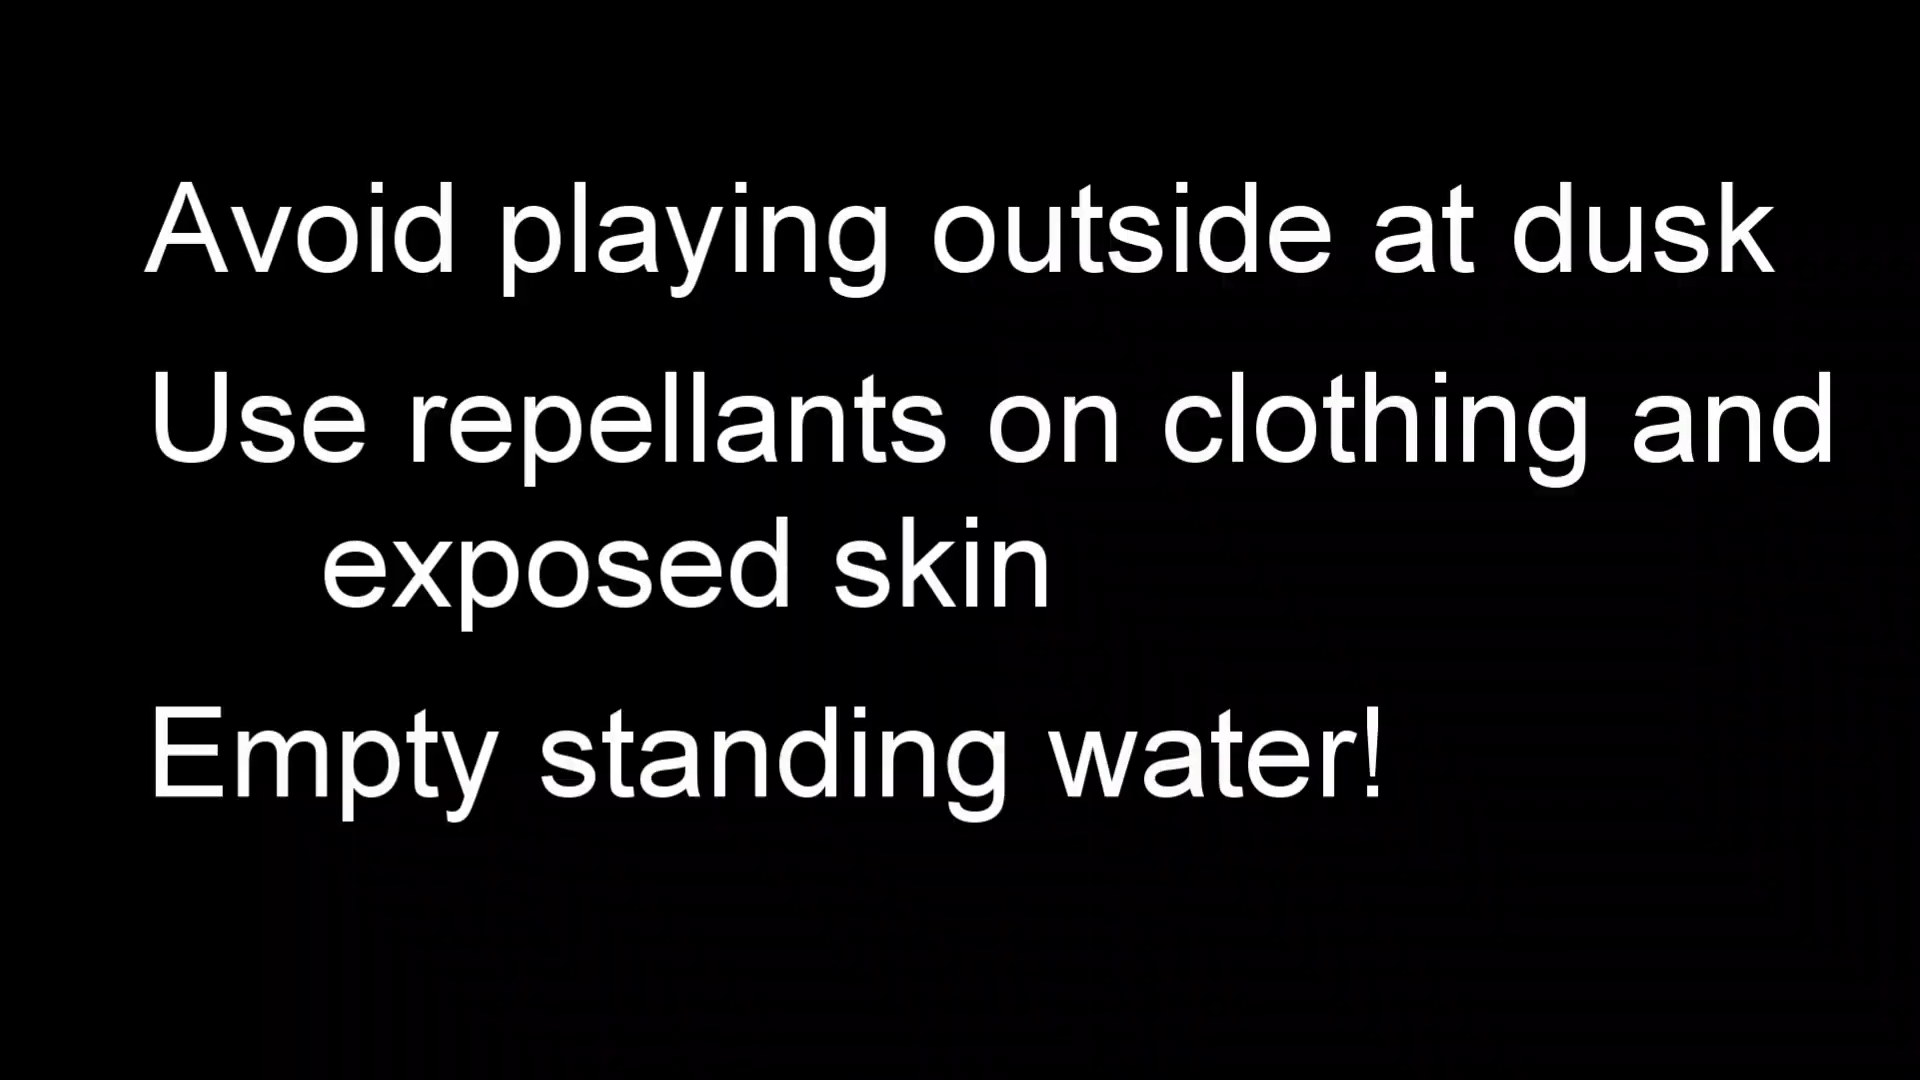 Avoid playing outside at dusk
Use repellants on clothing and
exposed skin
Empty standing water!